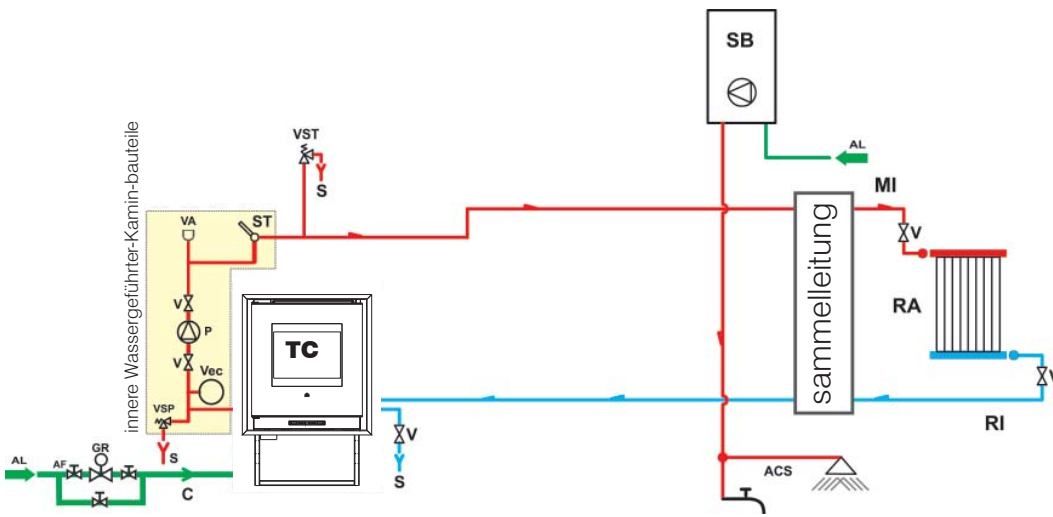 SB
VST
AL
S
MI
innere Wassergeführter-Kamin-bauteile
VA
ST
V
sammelleitung
V
P
RA
TC
V
Vec
V
VSP
RI
V
GR
S
AL
AF
S
C
ACS